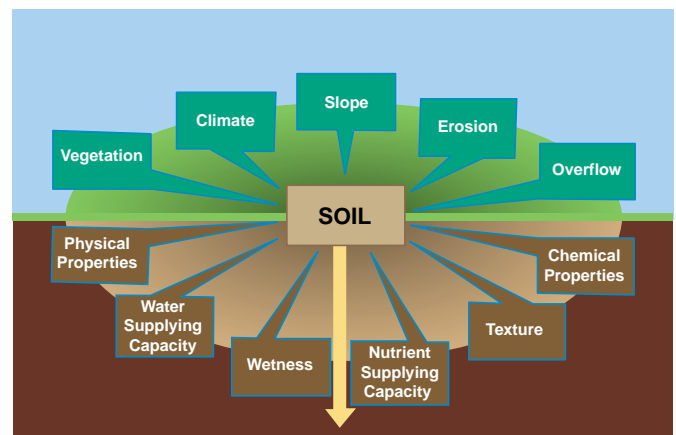 Slope
Climate
Erosion
Vegetation
Overflow
SOIL
Physical
Properties
Chemical
Properties
Water
Supplying
Capacity
Texture
Wetness
Nutrient
Supplying
Capacity